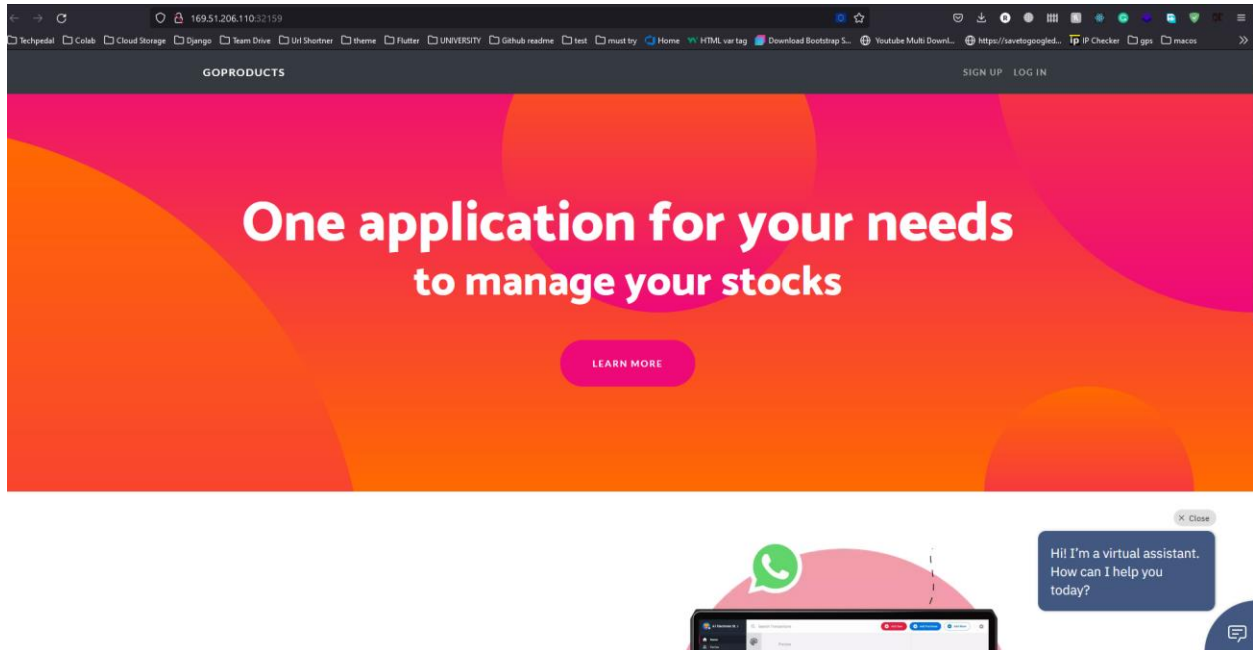 169.51.206.110:32159
Techpedal Colab Cloud Storage Django Team Drive Url Shortner theme Flutter UNIVERSITY Github readme test must try Home HTML var tag Download Bootstrap S... Youtube Multi Downl... https://savetogoogled... IP Checker gps macos
GOPRODUCTS SIGN UP LOG IN
One application for your needs
to manage your stocks
LEARN MORE
× Close
Hi! I'm a virtual assistant.
How can I help you
today?